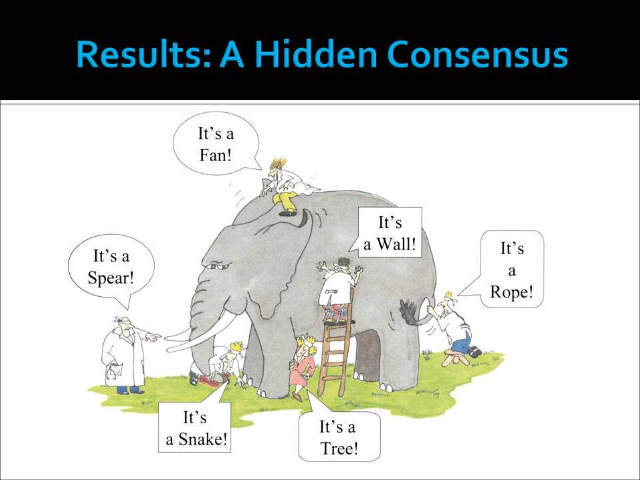 Results: A Hidden Consensus
It's a
Fan!
It's
a Wall!
It's a
Spear!
It's
a
Rope!
It's
a Snake!
It's a
Tree!